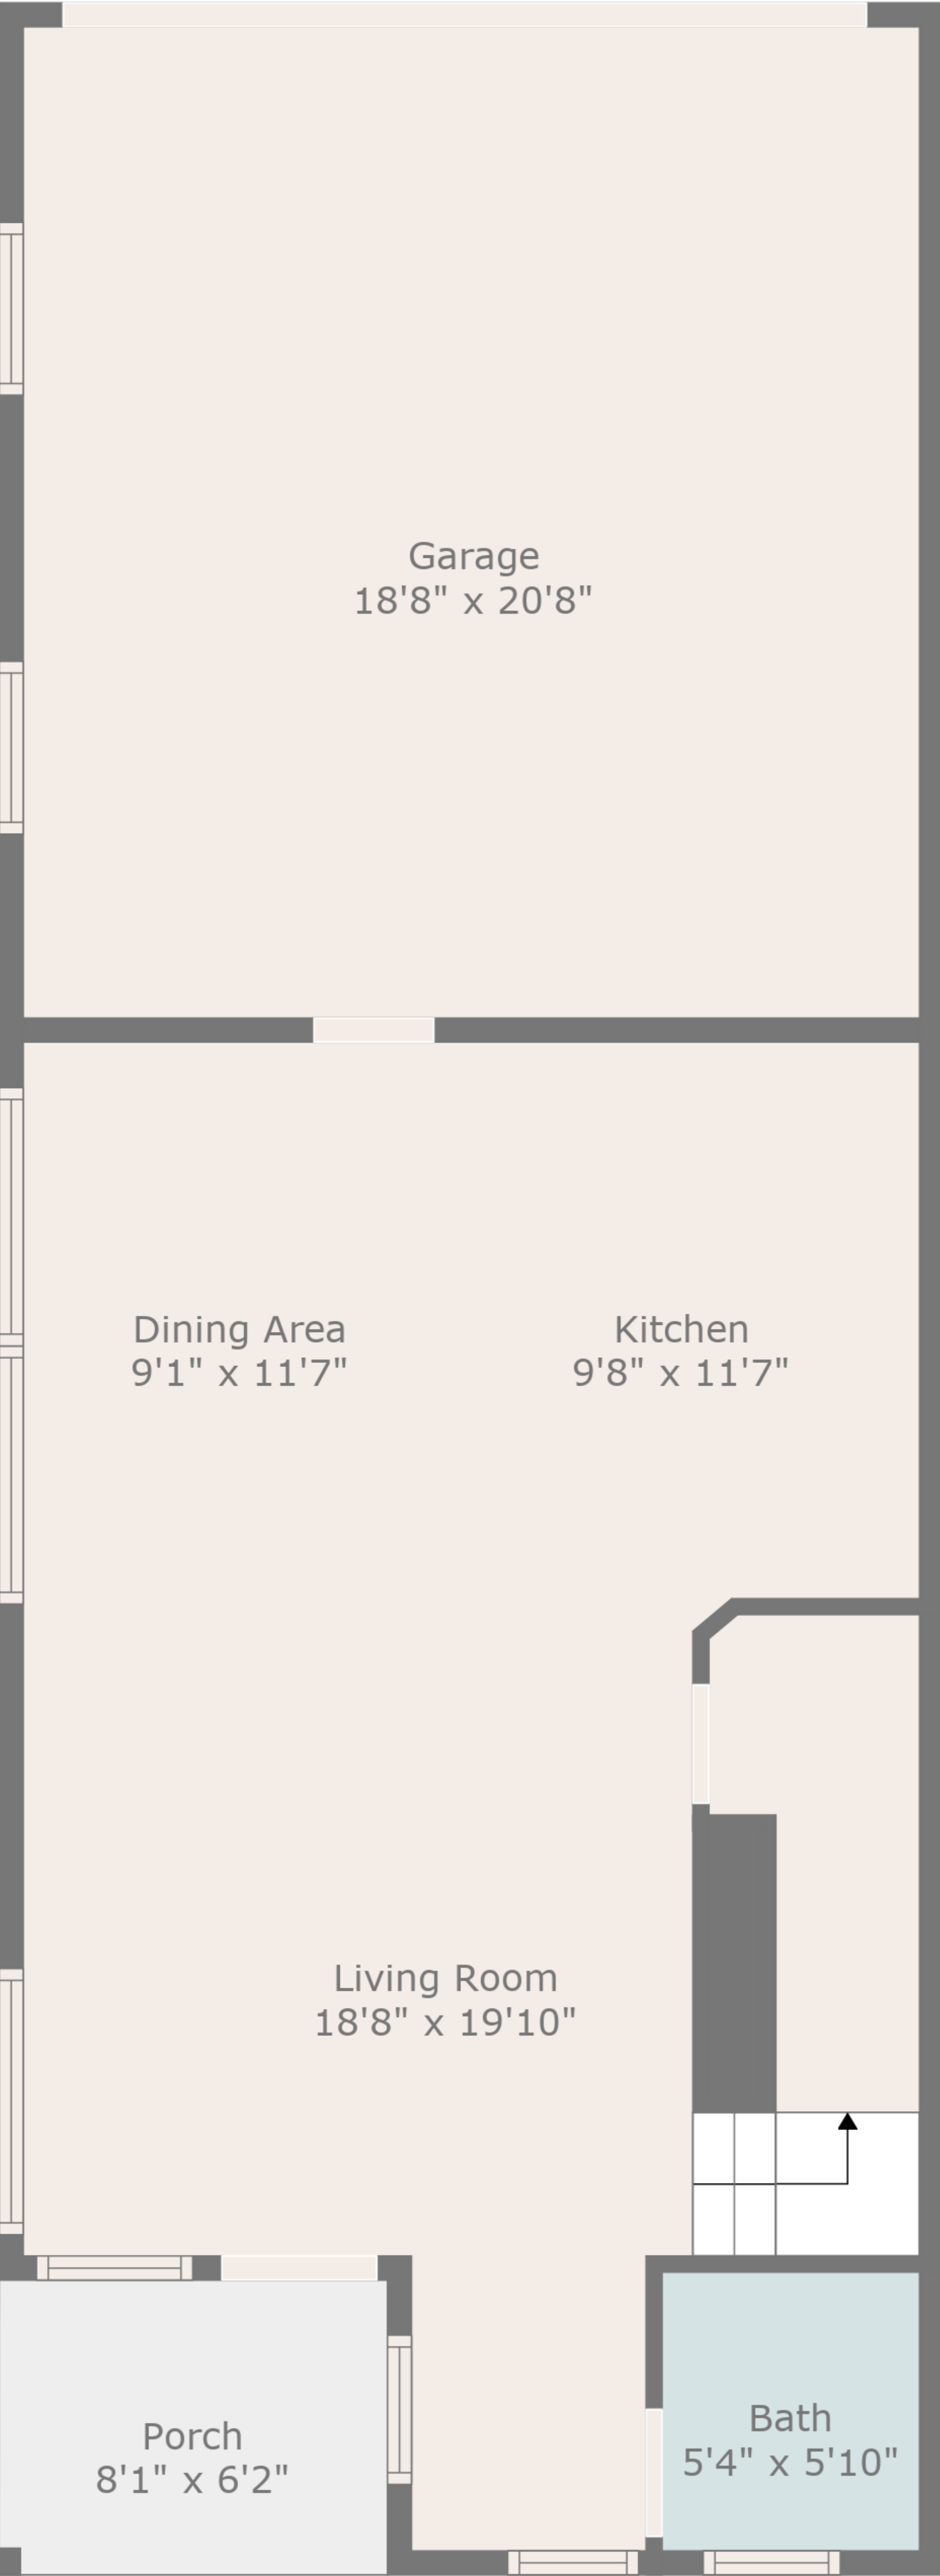 Garage
18'8" x 20'8"
Dining Area
9'1" x 11'7"
Kitchen
9'8" x 11'7"
Living Room
18'8" x 19'10"
Porch
8'1" x 6'2"
Bath
5'4" x 5'10"